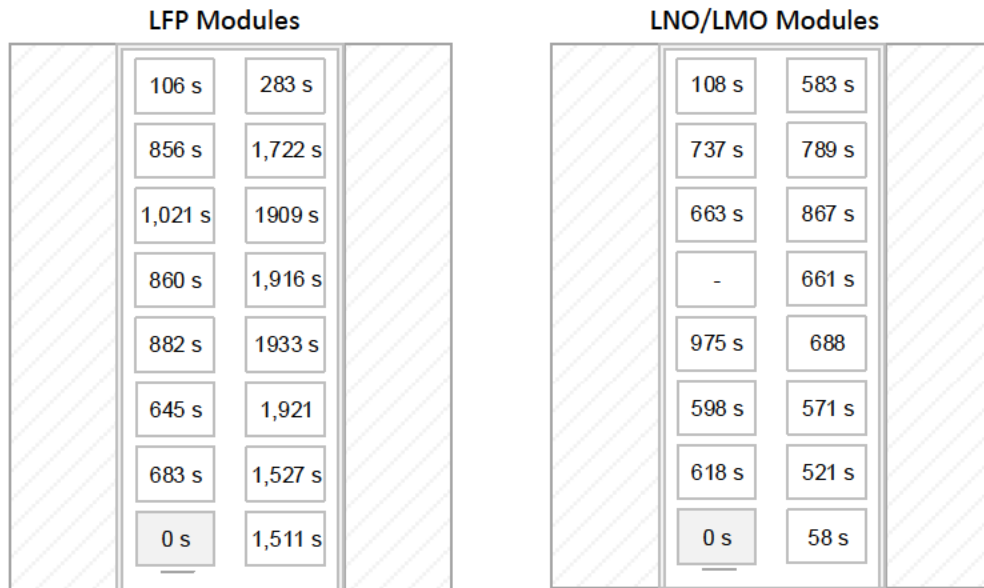 LFP Modules
106 s 283 s
856 s 1,722 s
1,021 s 1909 s
860 s 1,916 s
882 s 1933 s
645 s 1,921
683 s 1,527 s
0 s 1,511 s
LNO/LMO Modules
108 s 583 s
737 s 789 s
663 s 867 s
- 661 s
975 s 688
598 s 571 s
618 s 521 s
0 s 58 s